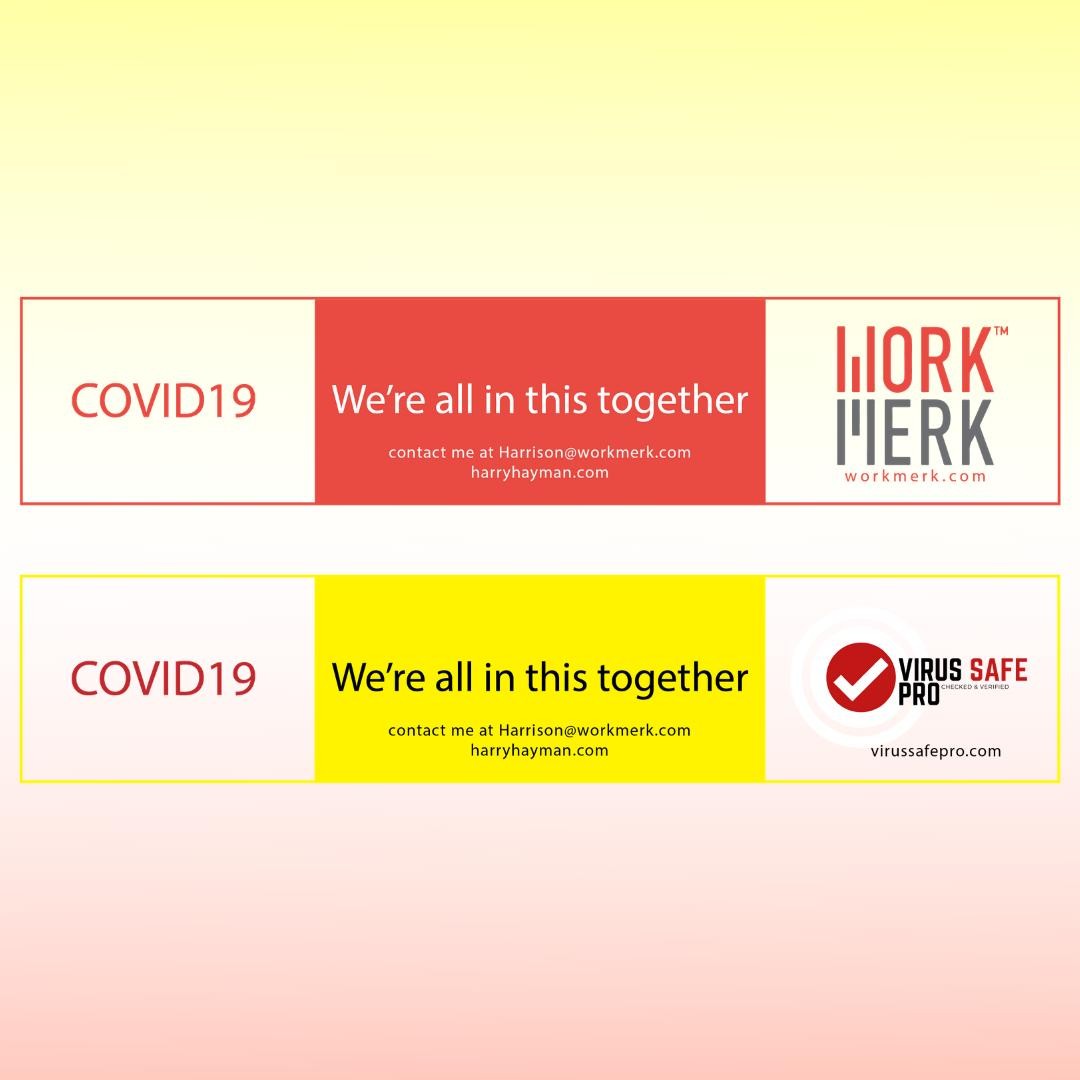 COVID19
We’re all in this together
contact me at Harrison@workmerk.com
harryhayman.com
WORK™
MERK
workmerk.com
COVID19
We’re all in this together
contact me at Harrison@workmerk.com
harryhayman.com
VIRUS SAFE
PRO CHECKED & VERIFIED
virussafepro.com